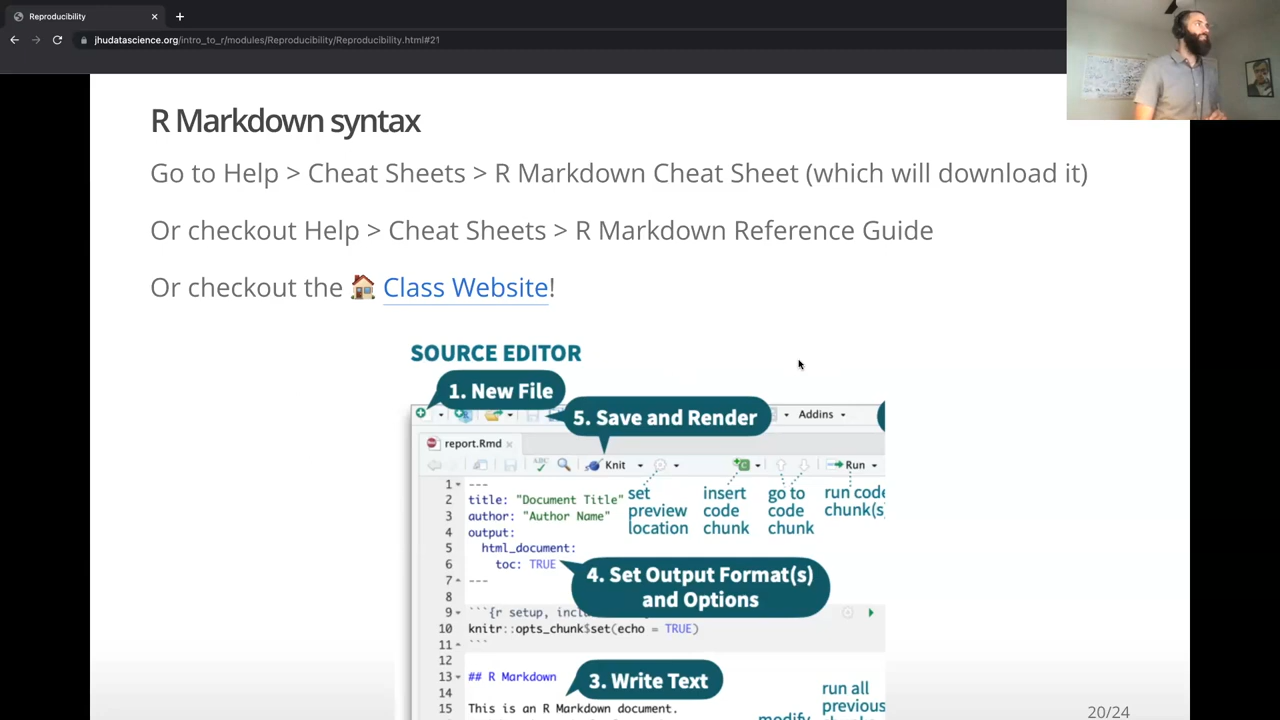 Reproducibility
jhudatascience.org/intro_to_r/modules/Reproducibility/Reproducibility.html#21
R Markdown syntax
Go to Help > Cheat Sheets > R Markdown Cheat Sheet (which will download it)
Or checkout Help > Cheat Sheets > R Markdown Reference Guide
Or checkout the 🏠 Class Website!
SOURCE EDITOR
1. New File
5. Save and Render
Addins
report.Rmd
Knit
Run
set preview location
insert code chunk
go to code chunk
run code chunk(s)
1 ---
2 title: "Document Title"
3 author: "Author Name"
4 output:
5 html_document:
6 toc: TRUE
7 ---
4. Set Output Format(s) and Options
8
9 ```{r setup, incl
10 knitr::opts_chunk$set(echo = TRUE)
11 ```
12
13 ## R Markdown
14
3. Write Text
15 This is an R Markdown document.
run all
previous
modify
20/24